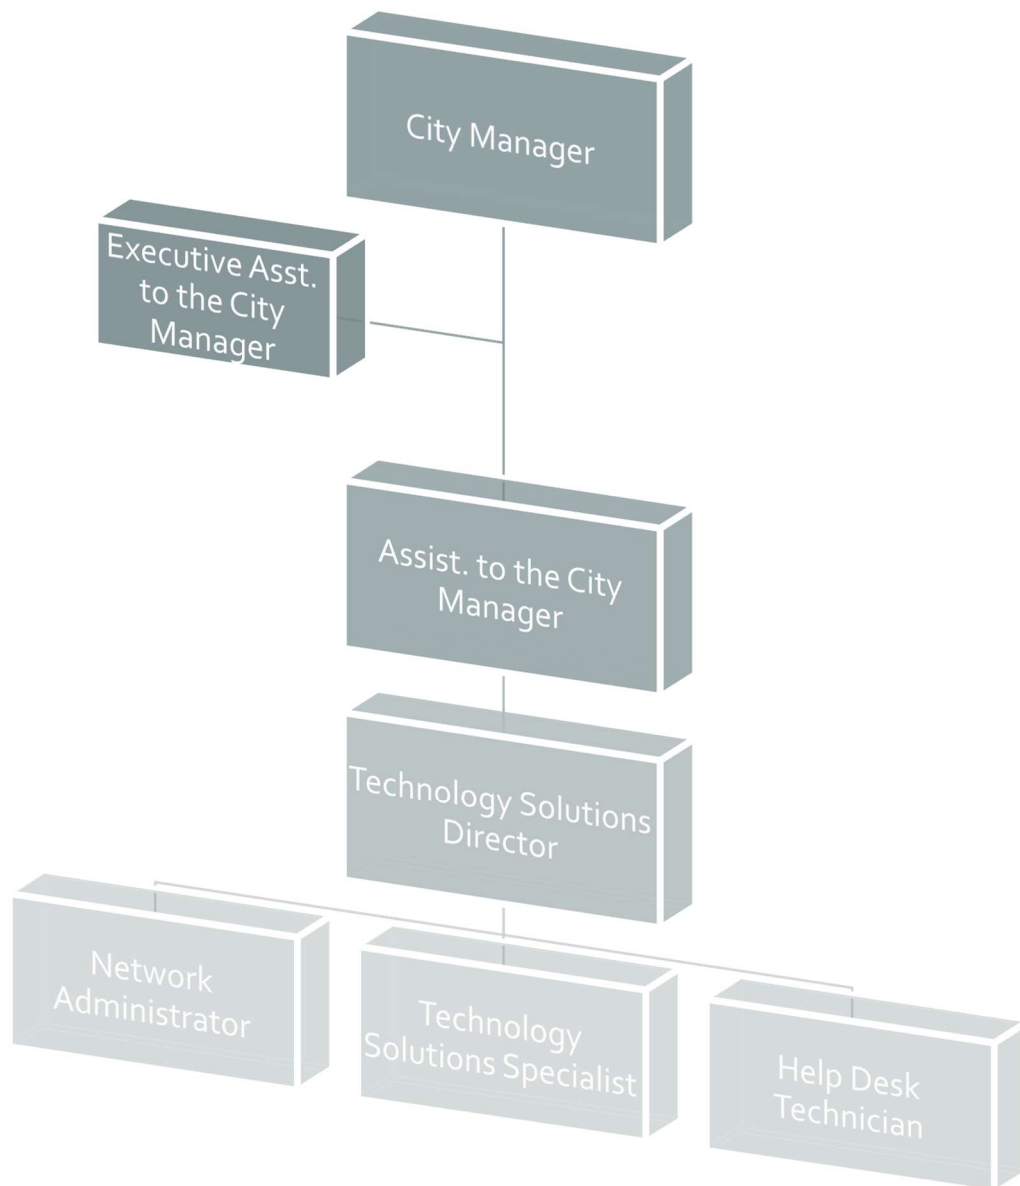 City Manager
Executive Asst.
to the City
Manager
Assist. to the City
Manager
Technology Solutions
Director
Network
Administrator
Technology
Solutions Specialist
Help Desk
Technician